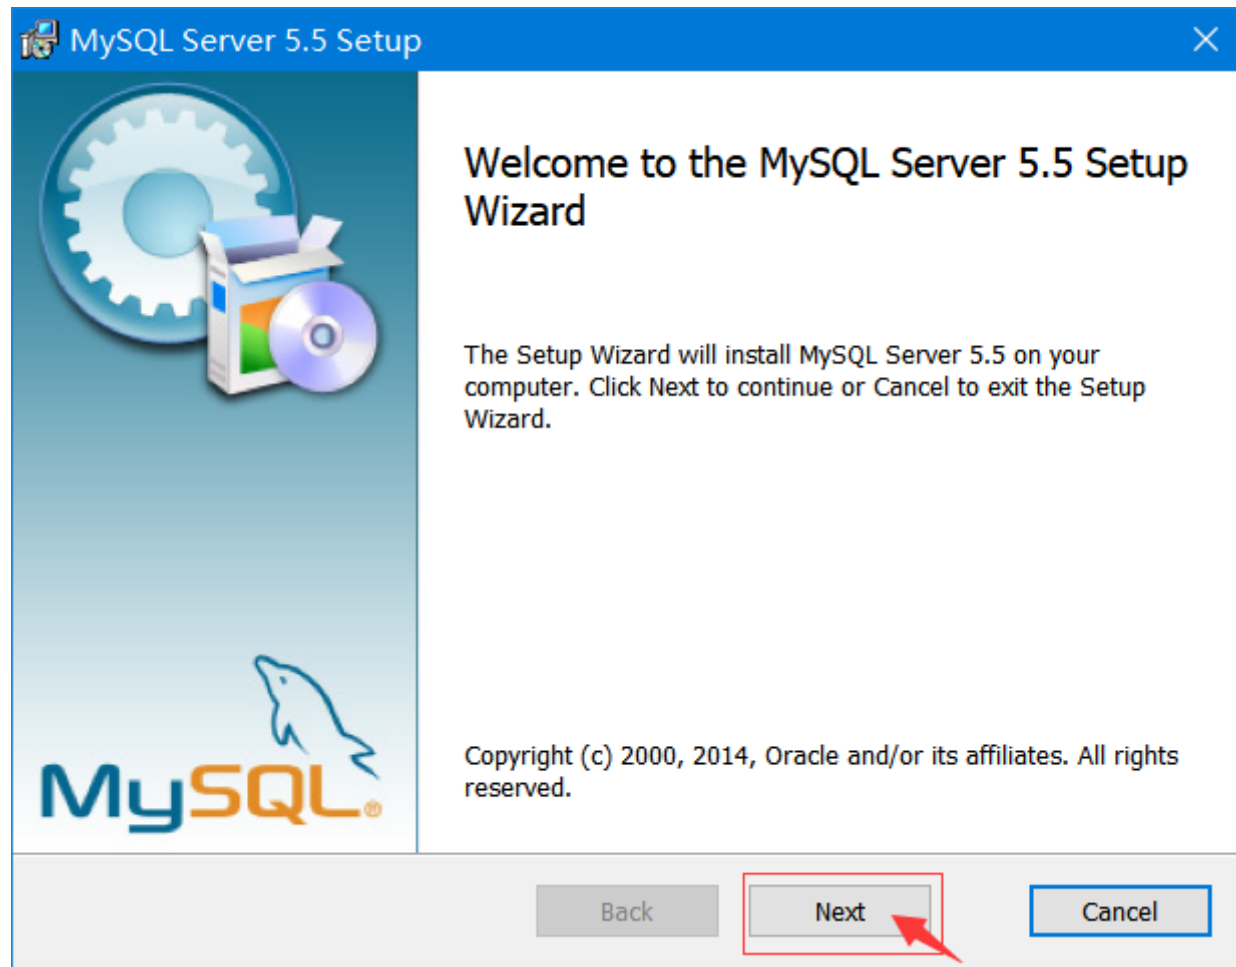 MySQL Server 5.5 Setup
Welcome to the MySQL Server 5.5 Setup
Wizard
The Setup Wizard will install MySQL Server 5.5 on your
computer. Click Next to continue or Cancel to exit the Setup
Wizard.
Copyright (c) 2000, 2014, Oracle and/or its affiliates. All rights
reserved.
MySQL®
Back
Next
Cancel